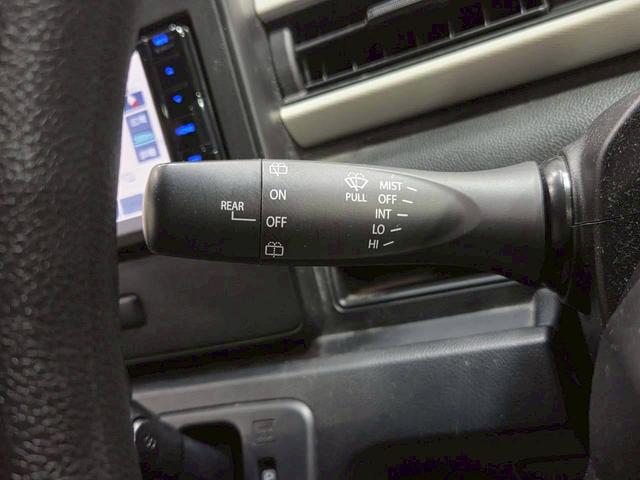 REAR
ON
OFF
PULL
MIST
OFF
INT
LO
HI